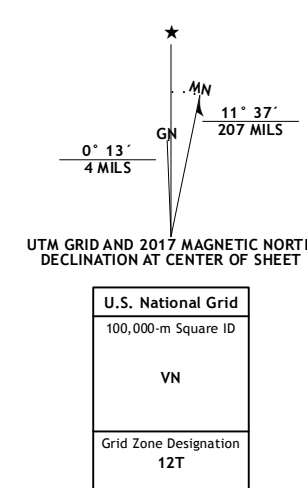 MN
11° 37´
207 MILS
GN
0° 13´
4 MILS
UTM GRID AND 2017 MAGNETIC NORTH
DECLINATION AT CENTER OF SHEET
U.S. National Grid
100,000-m Square ID
VN
Grid Zone Designation
12T